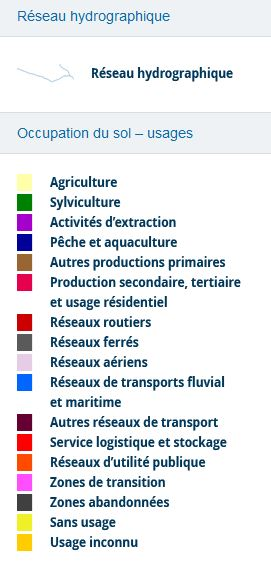 Réseau hydrographique
Réseau hydrographique
Occupation du sol – usages
Agriculture
Sylviculture
Activités d’extraction
Pêche et aquaculture
Autres productions primaires
Production secondaire, tertiaire
et usage résidentiel
Réseaux routiers
Réseaux ferrés
Réseaux aériens
Réseaux de transports fluvial
et maritime
Autres réseaux de transport
Service logistique et stockage
Réseaux d’utilité publique
Zones de transition
Zones abandonnées
Sans usage
Usage inconnu